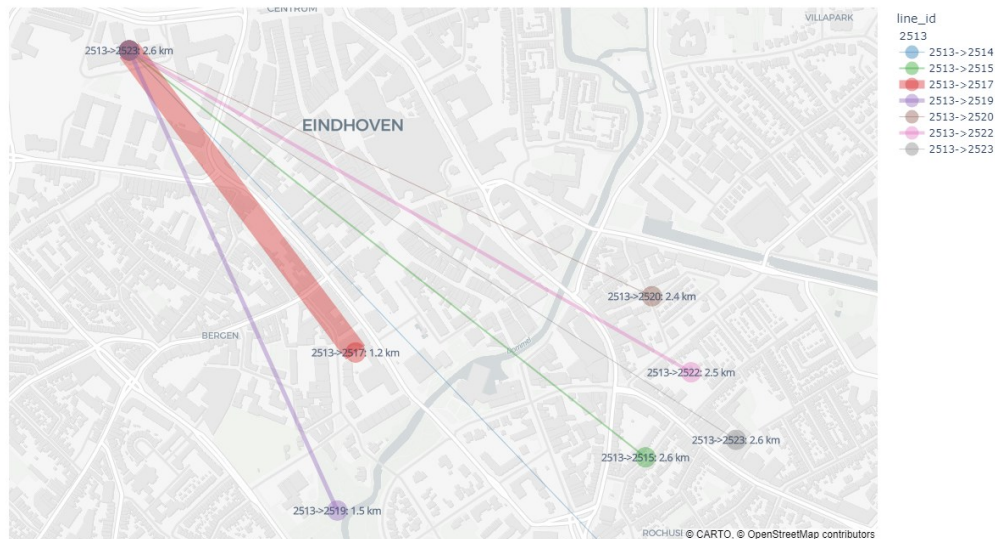 CENTRUM
VILLAPARK
2513->2523: 2.6 km
EINDHOVEN
2513->2520: 2.4 km
BERGEN
2513->2517: 1.2 km
Dommel
2513->2522: 2.5 km
2513->2523: 2.6 km
2513->2515: 2.6 km
2513->2519: 1.5 km
ROCHUSI
© CARTO, © OpenStreetMap contributors
line_id
2513
2513->2514
2513->2515
2513->2517
2513->2519
2513->2520
2513->2522
2513->2523